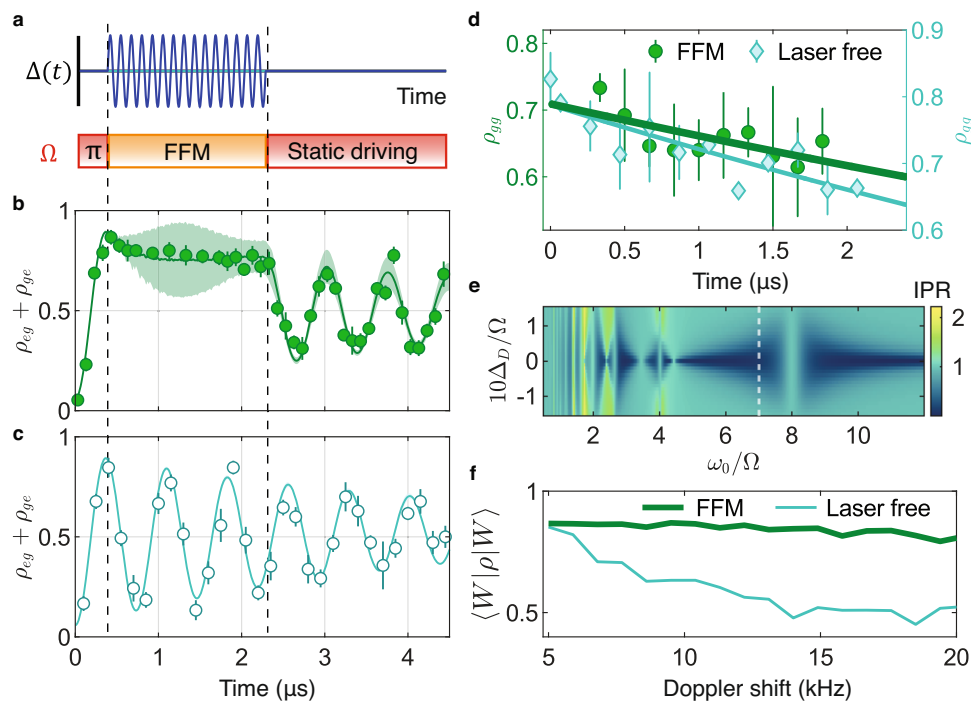 a
Δ(t)
Time
Ω
π
FFM
Static driving
b
1
0.5
0
ρeg + ρge
c
1
0.5
0
ρeg + ρge
0
1
2
3
4
Time (μs)
d
0.8
0.7
0.6
ρgg
FFM
Laser free
0.9
0.8
0.7
0.6
ρgg
0
0.5
1
1.5
2
Time (μs)
e
IPR
1
0
-1
10ΔD/Ω
2
4
6
8
10
ω0/Ω
2
1
f
1
0.5
⟨W|ρ|W⟩
FFM
Laser free
5
10
15
20
Doppler shift (kHz)